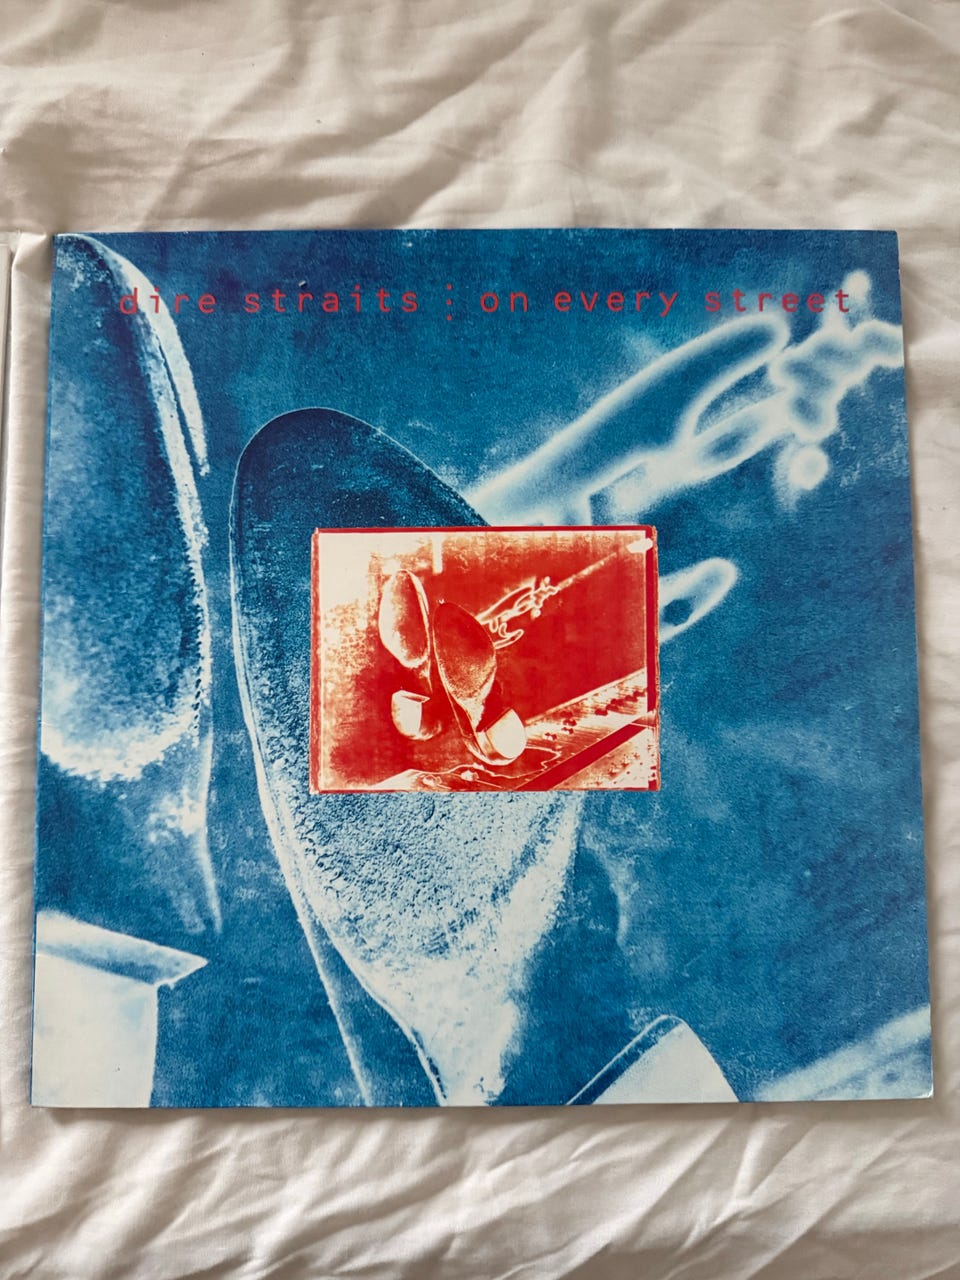 dire straits ⋮ on every street